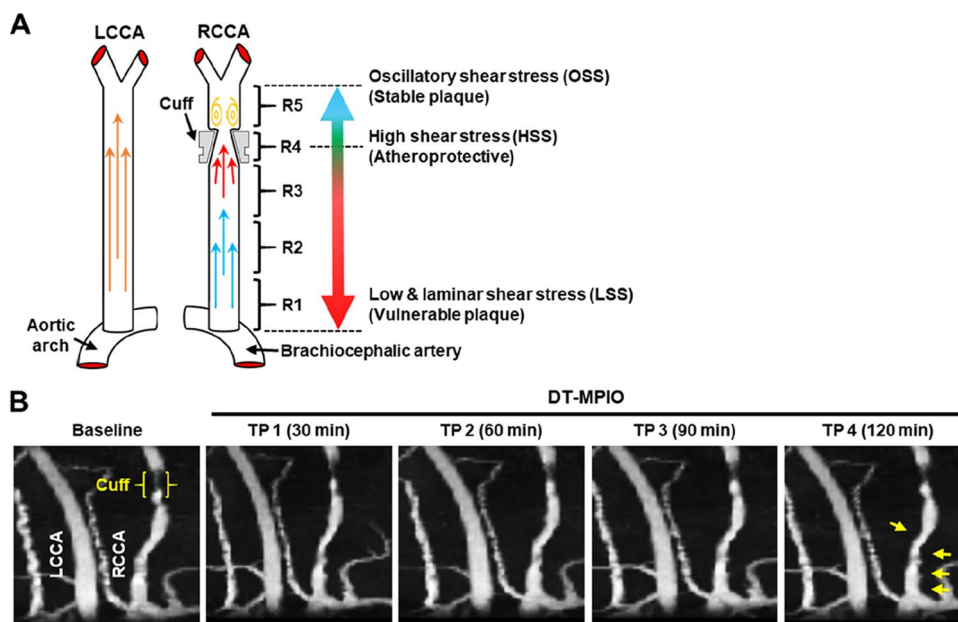 A
LCCA
RCCA
Cuff
R5
R4
R3
R2
R1
Oscillatory shear stress (OSS)
(Stable plaque)
High shear stress (HSS)
(Atheroprotective)
Low & laminar shear stress (LSS)
(Vulnerable plaque)
Aortic
arch
Brachiocephalic artery
B
DT-MPIO
Baseline
TP 1 (30 min)
TP 2 (60 min)
TP 3 (90 min)
TP 4 (120 min)
Cuff
LCCA
RCCA